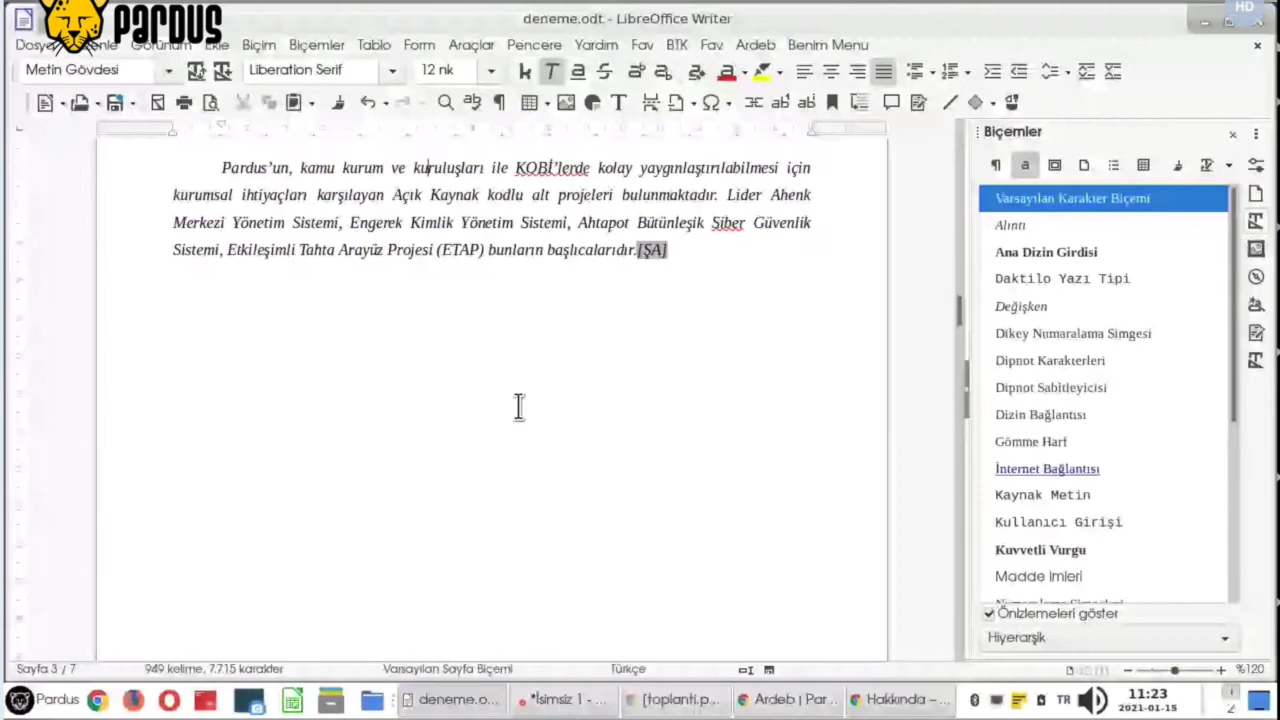 HD
PARDUS
deneme.odt - LibreOffice Writer
Görünüm Ekle Biçim Biçemler Tablo Form Araçlar Pencere Yardım Fav BTK Fav Ardeb Benim Menu
Metin Gövdesi Liberation Serif 12 nk
Biçemler
Pardus’un, kamu kurum ve kuruluşları ile KOBİ’lerde kolay yaygınlaştırılabilmesi için
kurumsal ihtiyaçları karşılayan Açık Kaynak kodlu alt projeleri bulunmaktadır. Lider Ahenk
Merkezi Yönetim Sistemi, Engerek Kimlik Yönetim Sistemi, Ahtapot Bütünleşik Siber Güvenlik
Sistemi, Etkileşimli Tahta Arayüz Projesi (ETAP) bunların başlıcalarıdır.[ŞA]
Varsayılan Karakter Biçemi
Alıntı
Ana Dizin Girdisi
Daktilo Yazı Tipi
Değişken
Dikey Numaralama Simgesi
Dipnot Karakterleri
Dipnot Sabitleyicisi
Dizin Bağlantısı
Gömme Harf
İnternet Bağlantısı
Kaynak Metin
Kullanıcı Girişi
Kuvvetli Vurgu
Madde İmleri
Önizlemeleri göster
Hiyerarşik
Sayfa 3 / 7 949 kelime, 7.715 karakter Varsayılan Sayfa Biçemi Türkçe %120
Pardus deneme.o... *İsimsiz 1 - ... [toplanti.p... Ardeb | Par... Hakkında – ... TR 11:23
2021-01-15
1
2